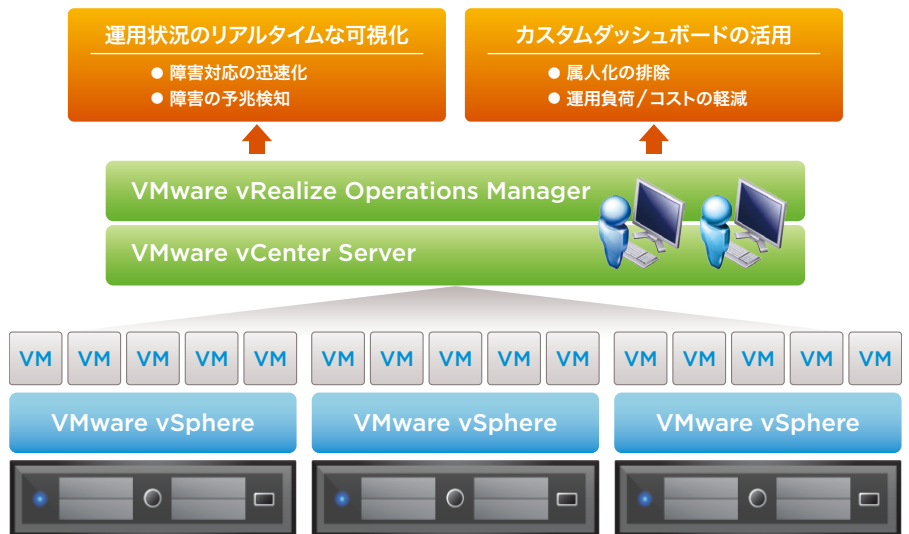 運用状況のリアルタイムな可視化
● 障害対応の迅速化
● 障害の予兆検知
カスタムダッシュボードの活用
● 属人化の排除
● 運用負荷/コストの軽減
VMware vRealize Operations Manager
VMware vCenter Server
VM VM VM VM VM VM VM VM VM VM VM VM VM VM VM
VMware vSphere VMware vSphere VMware vSphere